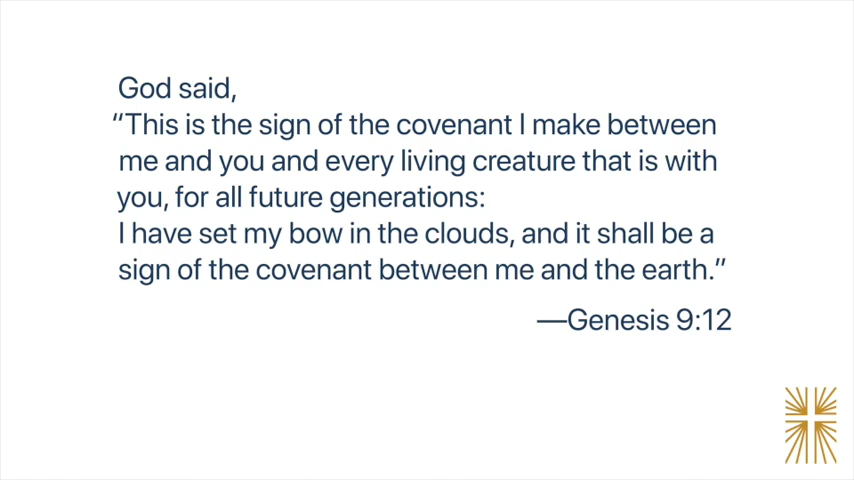 God said,
“This is the sign of the covenant I make between
me and you and every living creature that is with
you, for all future generations:
I have set my bow in the clouds, and it shall be a
sign of the covenant between me and the earth.”
—Genesis 9:12